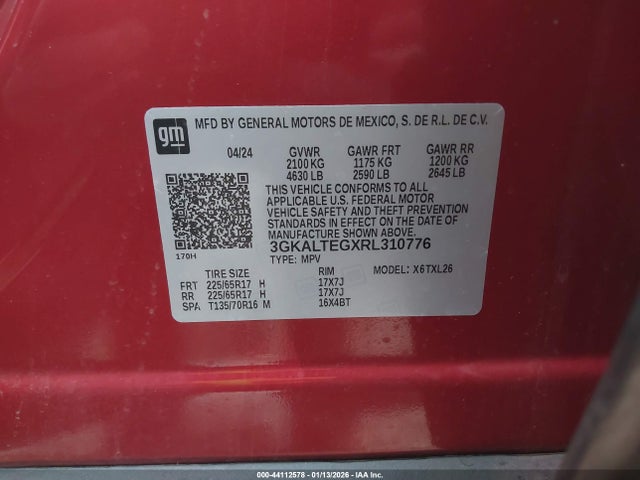 gm
MFD BY GENERAL MOTORS DE MEXICO, S. DE R.L. DE C.V.
04/24 GVWR GAWR FRT GAWR RR
2100 KG 1175 KG 1200 KG
4630 LB 2590 LB 2645 LB
THIS VEHICLE CONFORMS TO ALL
APPLICABLE U.S. FEDERAL MOTOR
VEHICLE SAFETY AND THEFT PREVENTION
STANDARDS IN EFFECT ON THE DATE OF
MANUFACTURE SHOWN ABOVE.
170H
3GKALTEGXRL310776
TYPE: MPV MODEL: X6TXL26
TIRE SIZE RIM
FRT 225/65R17 H 17X7J
RR 225/65R17 H 17X7J
SPA T135/70R16 M 16X4BT
000-44112578 - 01/13/2026 - IAA Inc.